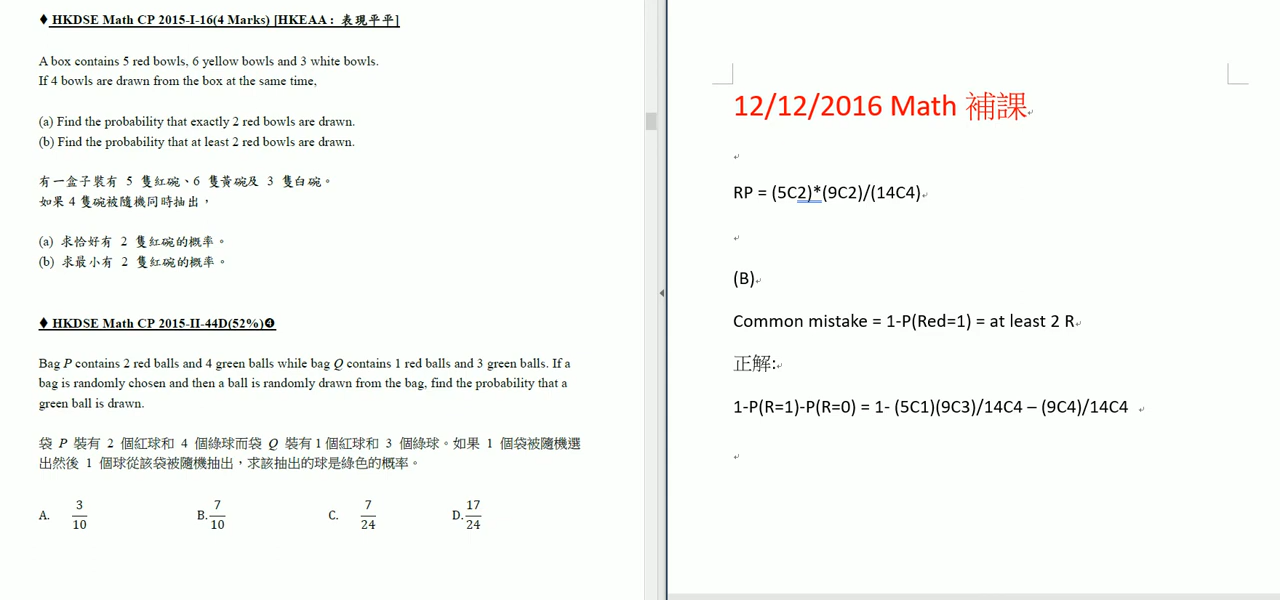 ♦ HKDSE Math CP 2015-I-16(4 Marks) [HKEAA : 表現平平]
A box contains 5 red bowls, 6 yellow bowls and 3 white bowls.
If 4 bowls are drawn from the box at the same time,
(a) Find the probability that exactly 2 red bowls are drawn.
(b) Find the probability that at least 2 red bowls are drawn.
有一盒子裝有 5 隻紅碗、6 隻黃碗及 3 隻白碗。
如果 4 隻碗被隨機同時抽出，
(a) 求恰好有 2 隻紅碗的概率。
(b) 求最小有 2 隻紅碗的概率。
♦ HKDSE Math CP 2015-II-44D(52%)❹
Bag P contains 2 red balls and 4 green balls while bag Q contains 1 red balls and 3 green balls. If a
bag is randomly chosen and then a ball is randomly drawn from the bag, find the probability that a
green ball is drawn.
袋 P 裝有 2 個紅球和 4 個綠球而袋 Q 裝有1個紅球和 3 個綠球。如果 1 個袋被隨機選
出然後 1 個球從該袋被隨機抽出，求該抽出的球是綠色的概率。
A. 3/10 B. 7/10 C. 7/24 D. 17/24
12/12/2016 Math 補課
RP = (5C2)*(9C2)/(14C4)
(B)
Common mistake = 1-P(Red=1) = at least 2 R
正解:
1-P(R=1)-P(R=0) = 1- (5C1)(9C3)/14C4 – (9C4)/14C4